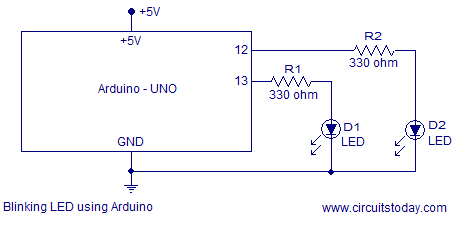 +5V
+5V
R2
12
330 ohm
R1
13
Arduino - UNO
330 ohm
D1
LED
D2
LED
GND
Blinking LED using Arduino
www.circuitstoday.com